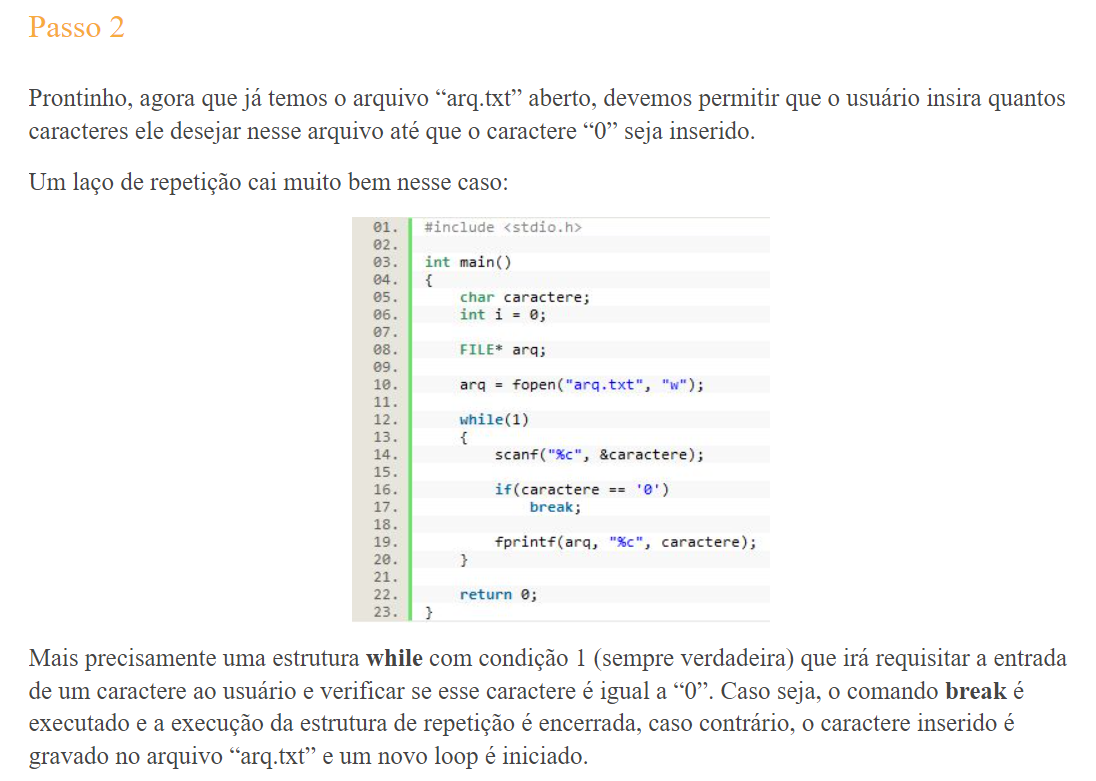 Passo 2
Prontinho, agora que já temos o arquivo “arq.txt” aberto, devemos permitir que o usuário insira quantos
caracteres ele desejar nesse arquivo até que o caractere “0” seja inserido.
Um laço de repetição cai muito bem nesse caso:
01. #include <stdio.h>
02.
03. int main()
04. {
05.     char caractere;
06.     int i = 0;
07.
08.     FILE* arq;
09.
10.     arq = fopen("arq.txt", "w");
11.
12.     while(1)
13.     {
14.         scanf("%c", &caractere);
15.
16.         if(caractere == '0')
17.             break;
18.
19.         fprintf(arq, "%c", caractere);
20.     }
21.
22.     return 0;
23. }
Mais precisamente uma estrutura while com condição 1 (sempre verdadeira) que irá requisitar a entrada
de um caractere ao usuário e verificar se esse caractere é igual a “0”. Caso seja, o comando break é
executado e a execução da estrutura de repetição é encerrada, caso contrário, o caractere inserido é
gravado no arquivo “arq.txt” e um novo loop é iniciado.